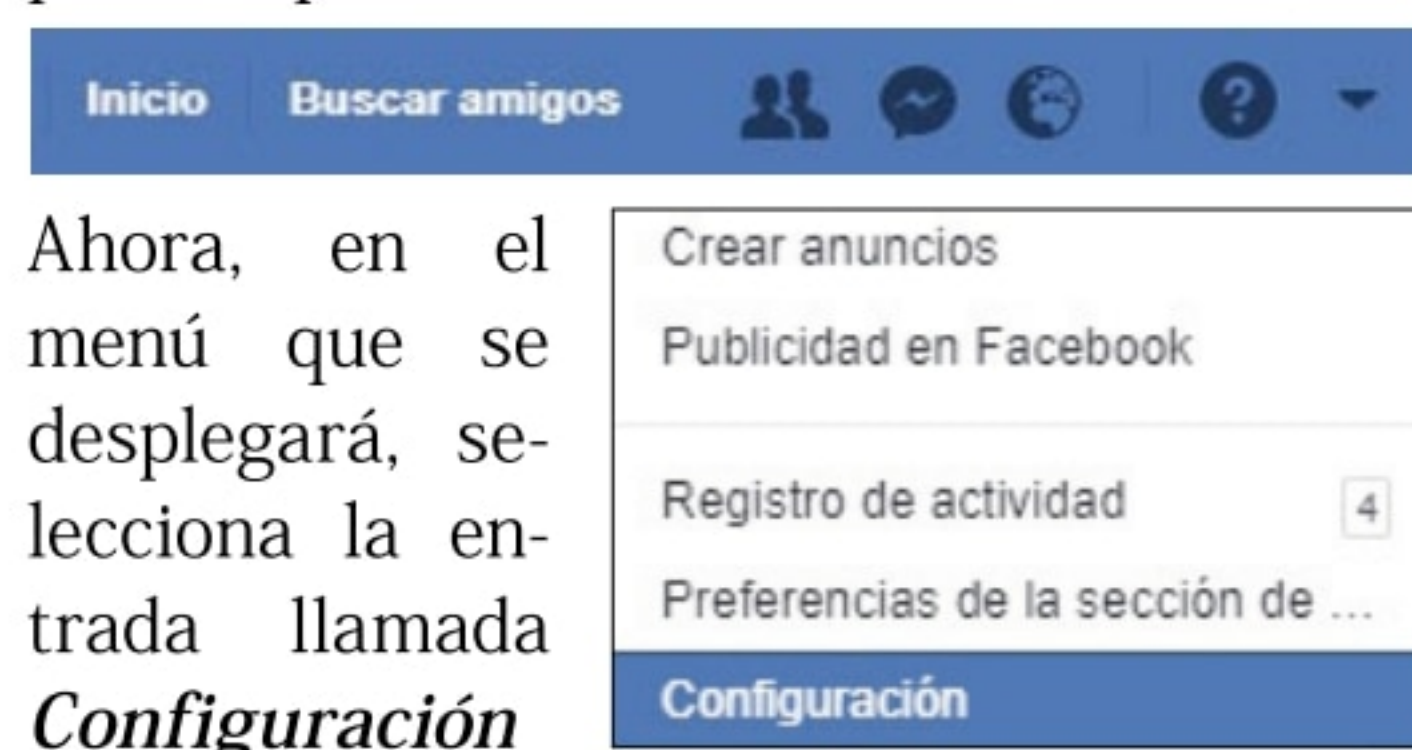 Inicio Buscar amigos
Ahora, en el
menú que se
desplegará, se-
lecciona la en-
trada llamada
Configuración
Crear anuncios
Publicidad en Facebook
Registro de actividad 4
Preferencias de la sección de ...
Configuración